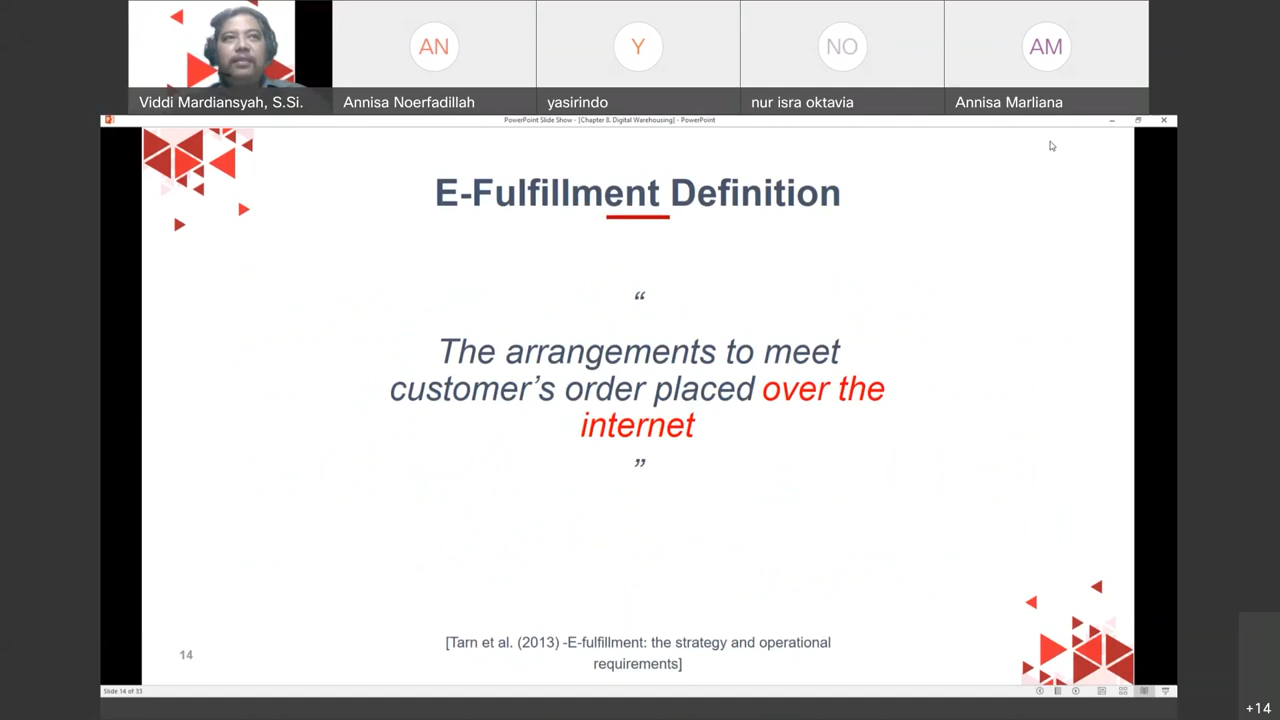 AN
Y
NO
AM
Viddi Mardiansyah, S.Si.
Annisa Noerfadillah
yasirindo
nur isra oktavia
Annisa Marliana
PowerPoint Slide Show - [Chapter 8. Digital Warehousing] - PowerPoint
E-Fulfillment Definition
“
The arrangements to meet
customer’s order placed over the
internet
”
[Tarn et al. (2013) -E-fulfillment: the strategy and operational
requirements]
14
Slide 14 of 33
+14